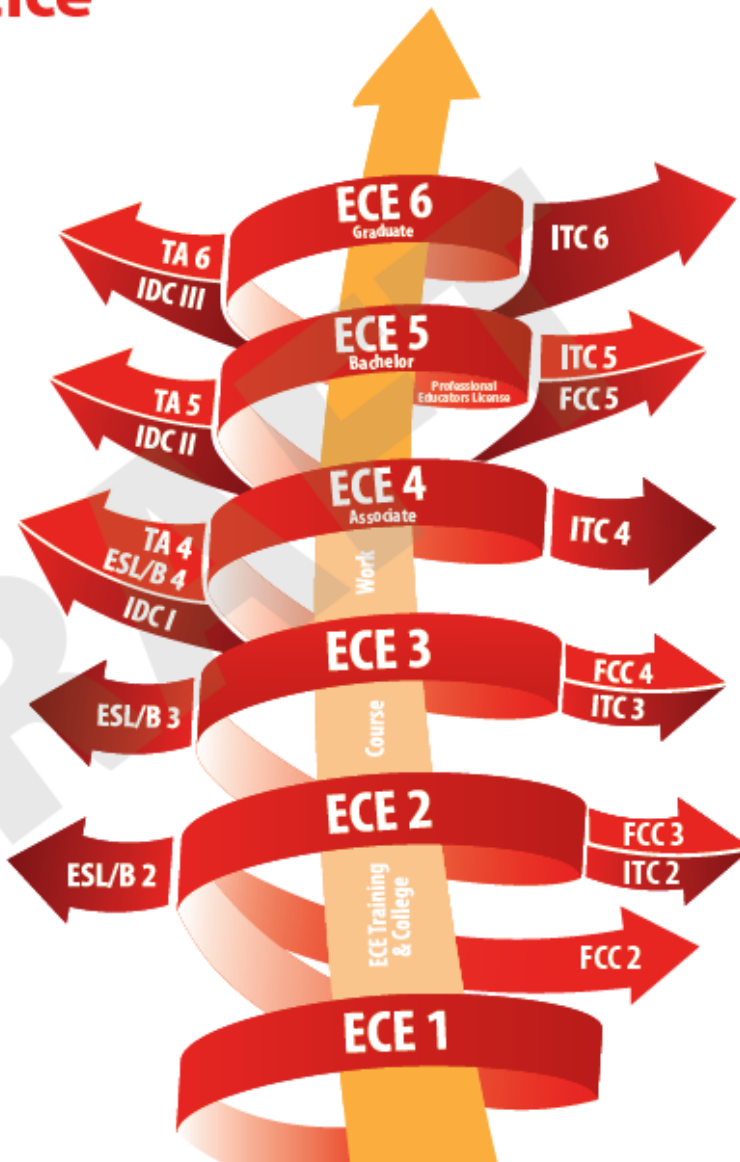 ECE 6
Graduate
TA 6
IDC III
ITC 6
ECE 5
Bachelor
Professional
Educators License
TA 5
IDC II
ITC 5
FCC 5
ECE 4
Associate
TA 4
ESL/B 4
IDC I
ITC 4
Work
ECE 3
ESL/B 3
FCC 4
ITC 3
Course
ECE 2
ESL/B 2
FCC 3
ITC 2
ECE Training
& College
FCC 2
ECE 1